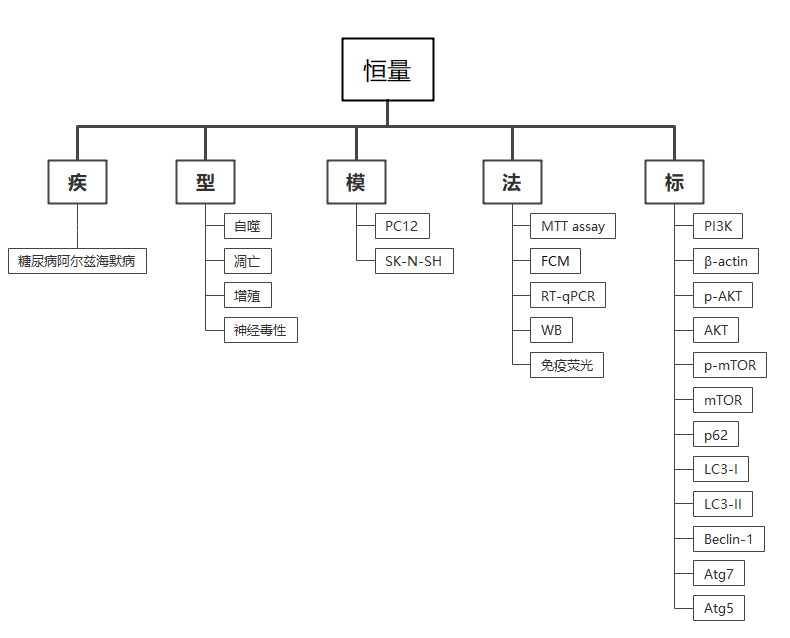 恒量
疾
型
模
法
标
糖尿病阿尔兹海默病
自噬
凋亡
增殖
神经毒性
PC12
SK-N-SH
MTT assay
FCM
RT-qPCR
WB
免疫荧光
PI3K
β-actin
p-AKT
AKT
p-mTOR
mTOR
p62
LC3-I
LC3-II
Beclin-1
Atg7
Atg5